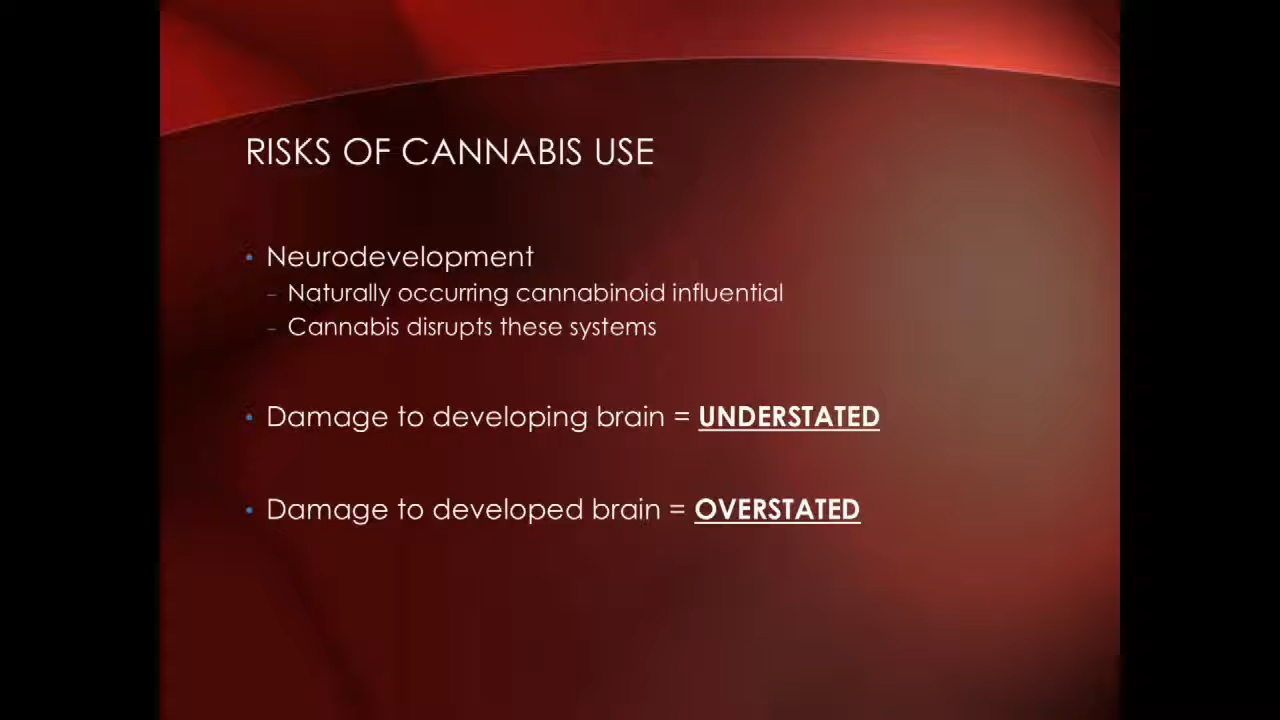 RISKS OF CANNABIS USE
• Neurodevelopment
– Naturally occurring cannabinoid influential
– Cannabis disrupts these systems
• Damage to developing brain = UNDERSTATED
• Damage to developed brain = OVERSTATED